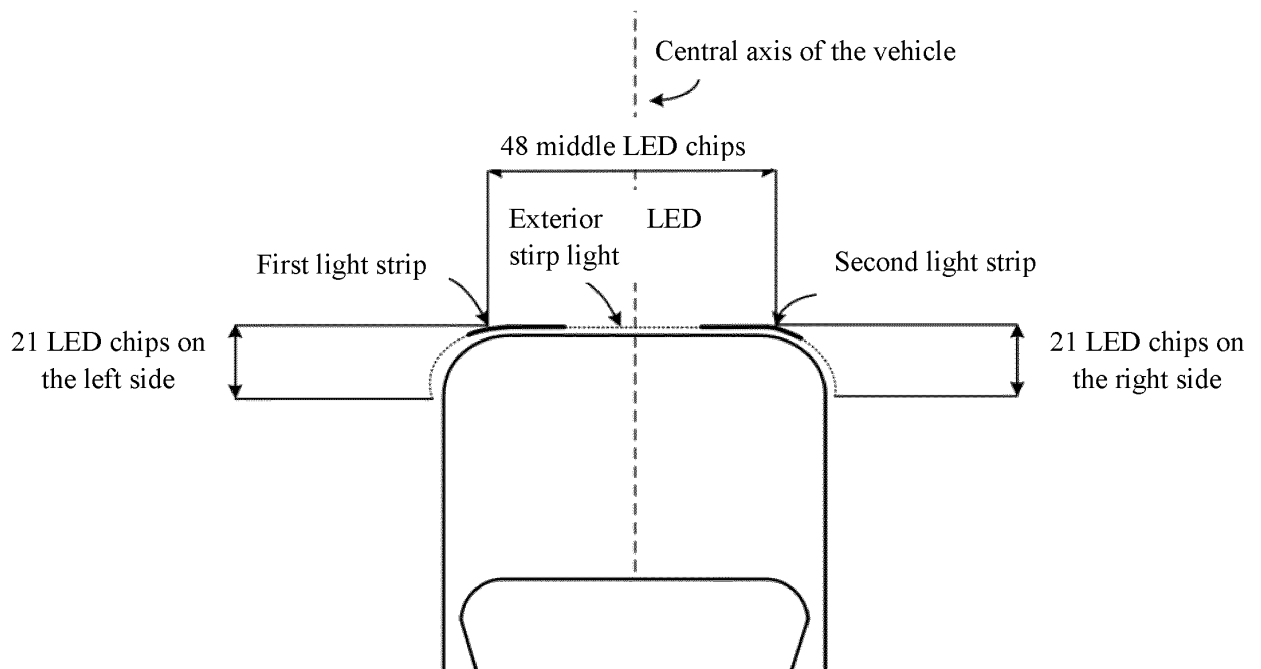 Central axis of the vehicle
48 middle LED chips
Exterior LED
stirp light
First light strip
Second light strip
21 LED chips on
the left side
21 LED chips on
the right side